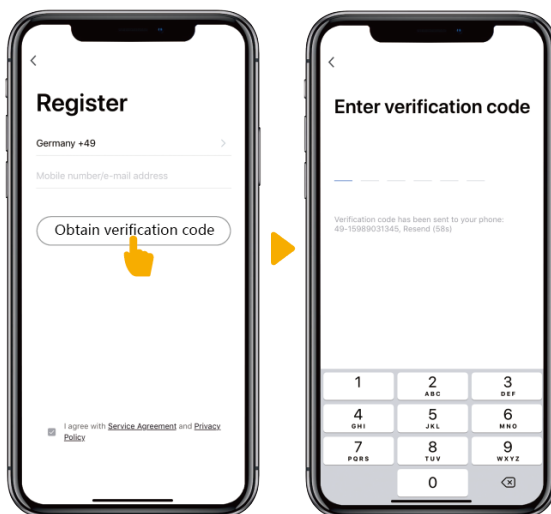 Register
Germany +49
Mobile number/e-mail address
Obtain verification code
I agree with Service Agreement and Privacy
Policy
Enter verification code
Verification code has been sent to your phone:
49-15989031345, Resend (58s)
1
2
ABC
3
DEF
4
GHI
5
JKL
6
MNO
7
PQRS
8
TUV
9
WXYZ
0